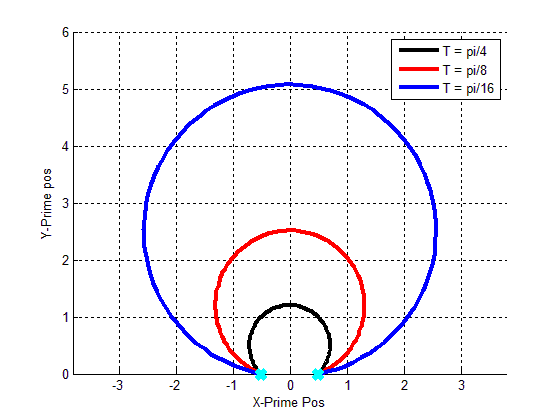 6
5
4
3
2
1
0
Y-Prime pos
T = pi/4
T = pi/8
T = pi/16
-3 -2 -1 0 1 2 3
X-Prime Pos